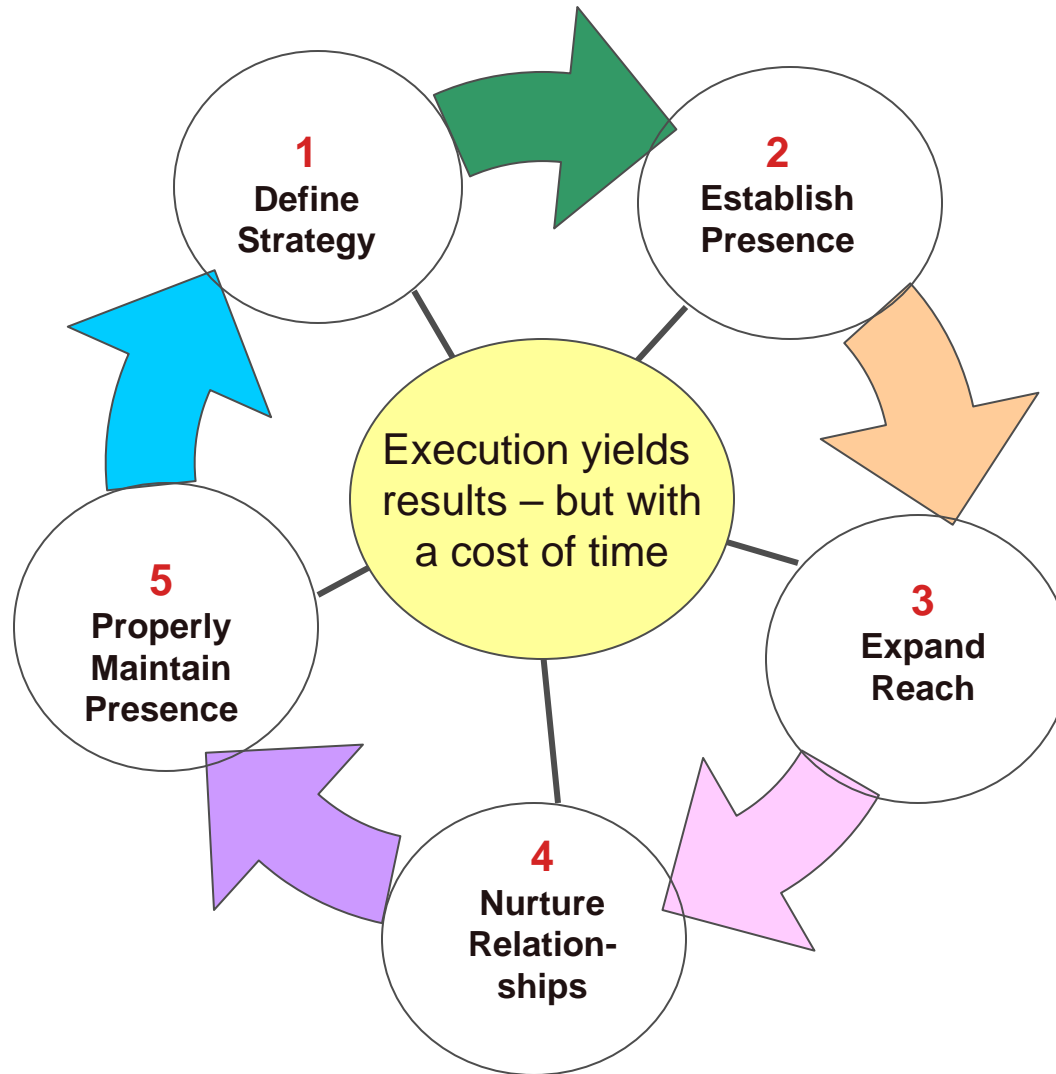 1
Define
Strategy
2
Establish
Presence
3
Expand
Reach
4
Nurture
Relation-
ships
5
Properly
Maintain
Presence
Execution yields
results – but with
a cost of time